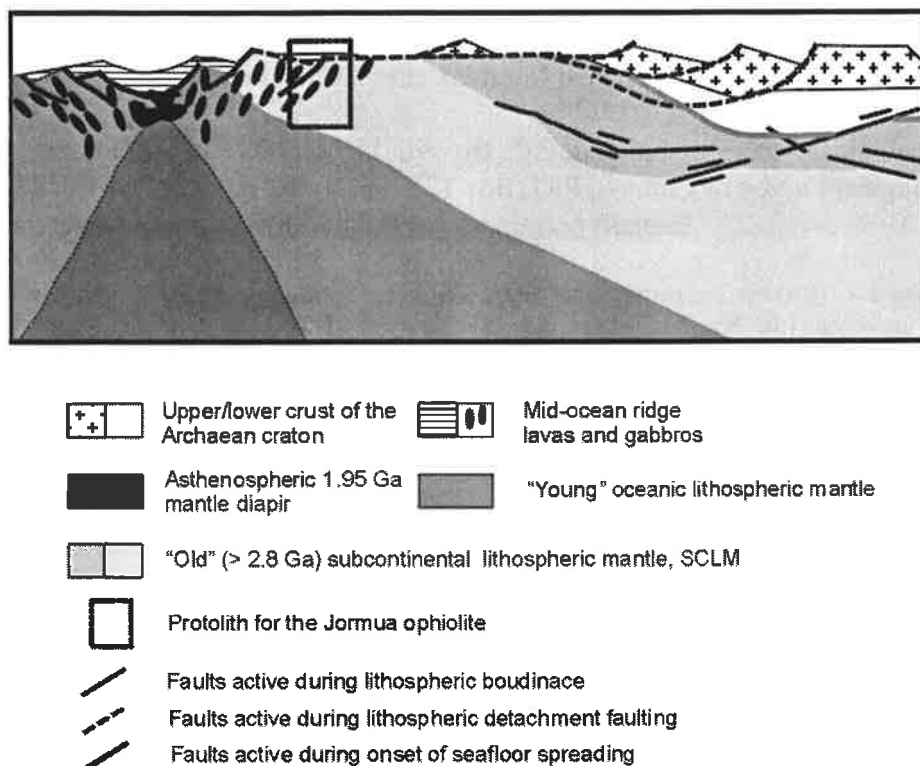 Upper/lower crust of the
Archaean craton
Mid-ocean ridge
lavas and gabbros
Asthenospheric 1.95 Ga
mantle diapir
"Young" oceanic lithospheric mantle
"Old" (> 2.8 Ga) subcontinental lithospheric mantle, SCLM
Protolith for the Jormua ophiolite
Faults active during lithospheric boudinace
Faults active during lithospheric detachment faulting
Faults active during onset of seafloor spreading